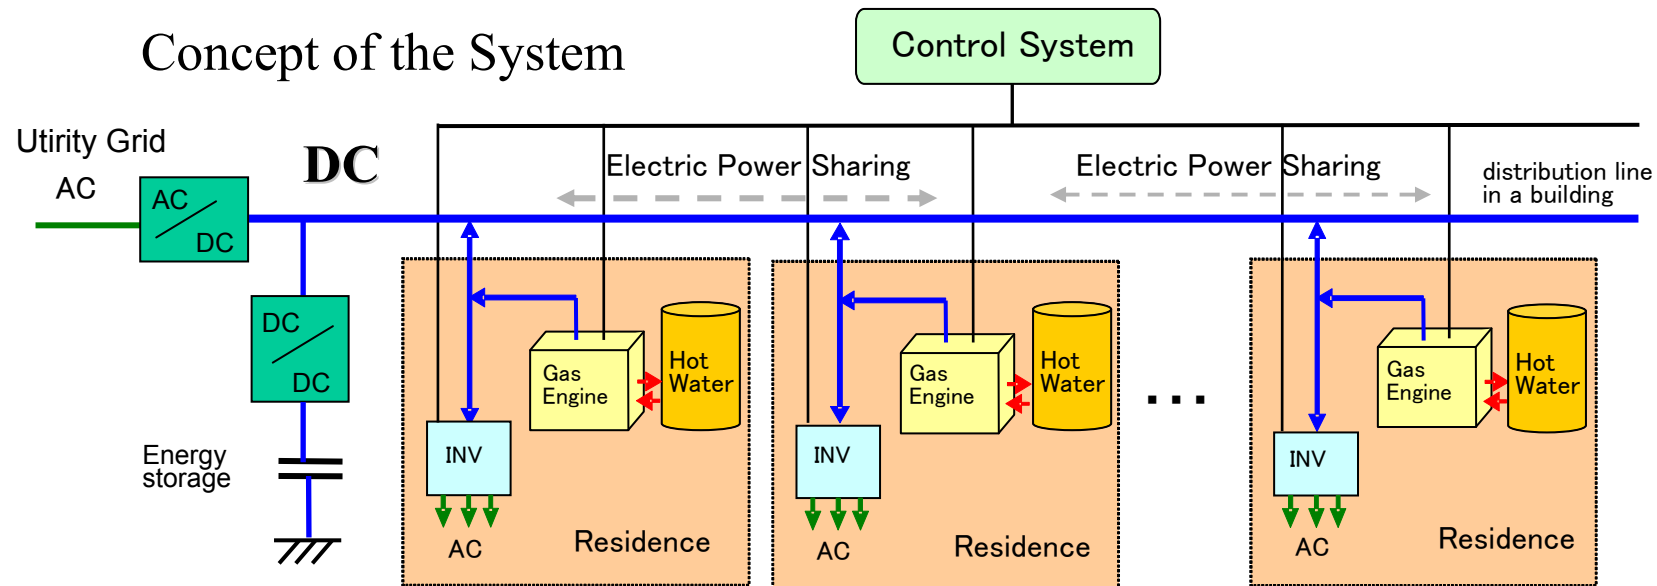 Concept of the System
Control System
Utirity Grid
AC
DC
Electric Power Sharing
Electric Power Sharing
distribution line
in a building
AC
DC
DC
DC
Energy
storage
Gas
Engine
Hot
Water
INV
AC
Residence
Gas
Engine
Hot
Water
INV
AC
Residence
...
Gas
Engine
Hot
Water
INV
AC
Residence